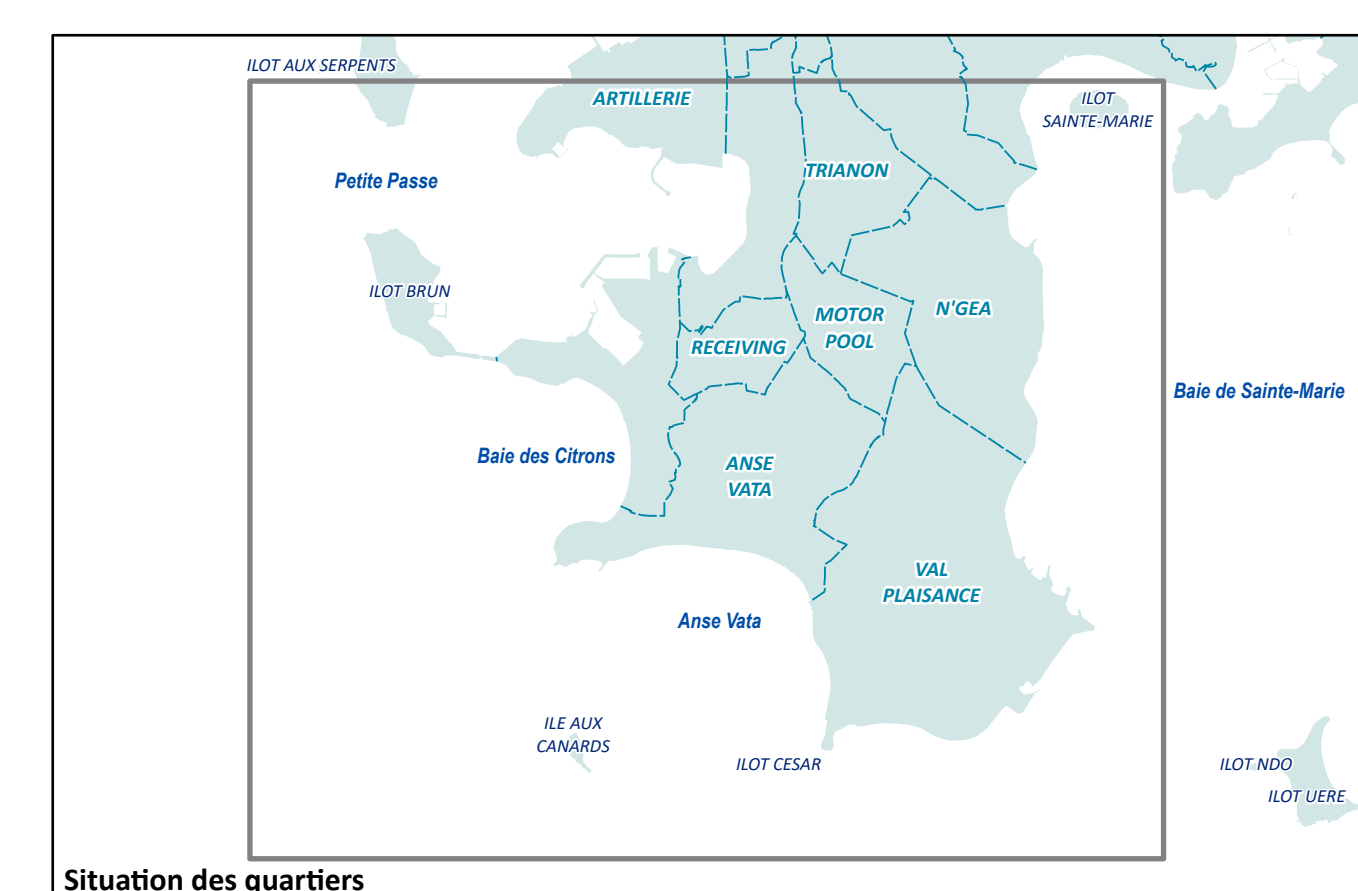 ILOT AUX SERPENTS
ARTILLERIE
ILOT
SAINTE-MARIE
Petite Passe
TRIANON
ILOT BRUN
MOTOR
POOL
N'GEA
RECEIVING
Baie de Sainte-Marie
Baie des Citrons
ANSE
VATA
VAL
PLAISANCE
Anse Vata
ILE AUX
CANARDS
ILOT CESAR
ILOT NDO
ILOT UERE
Situation des quartiers